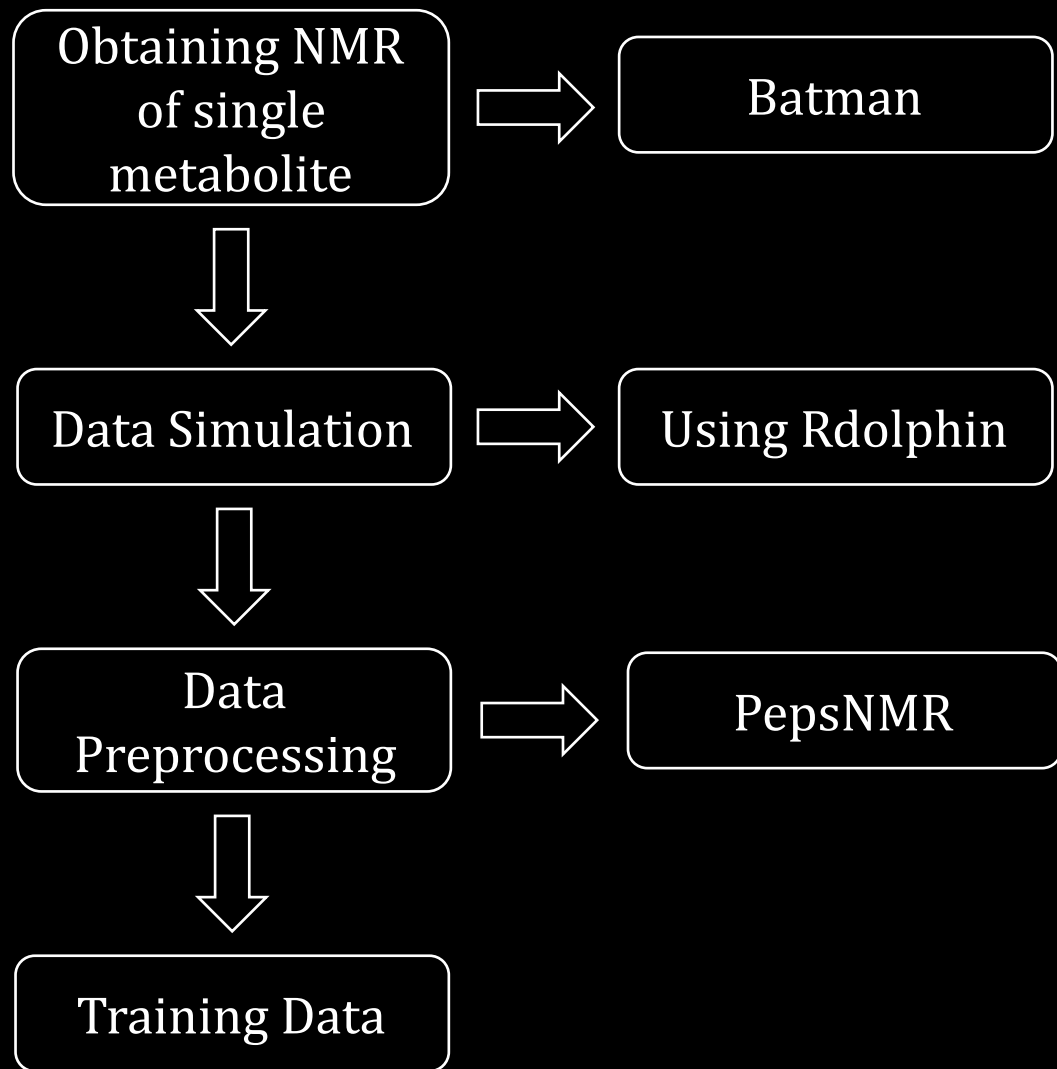 Obtaining NMR
of single
metabolite
Batman
Data Simulation
Using Rdolphin
Data
Preprocessing
PepsNMR
Training Data